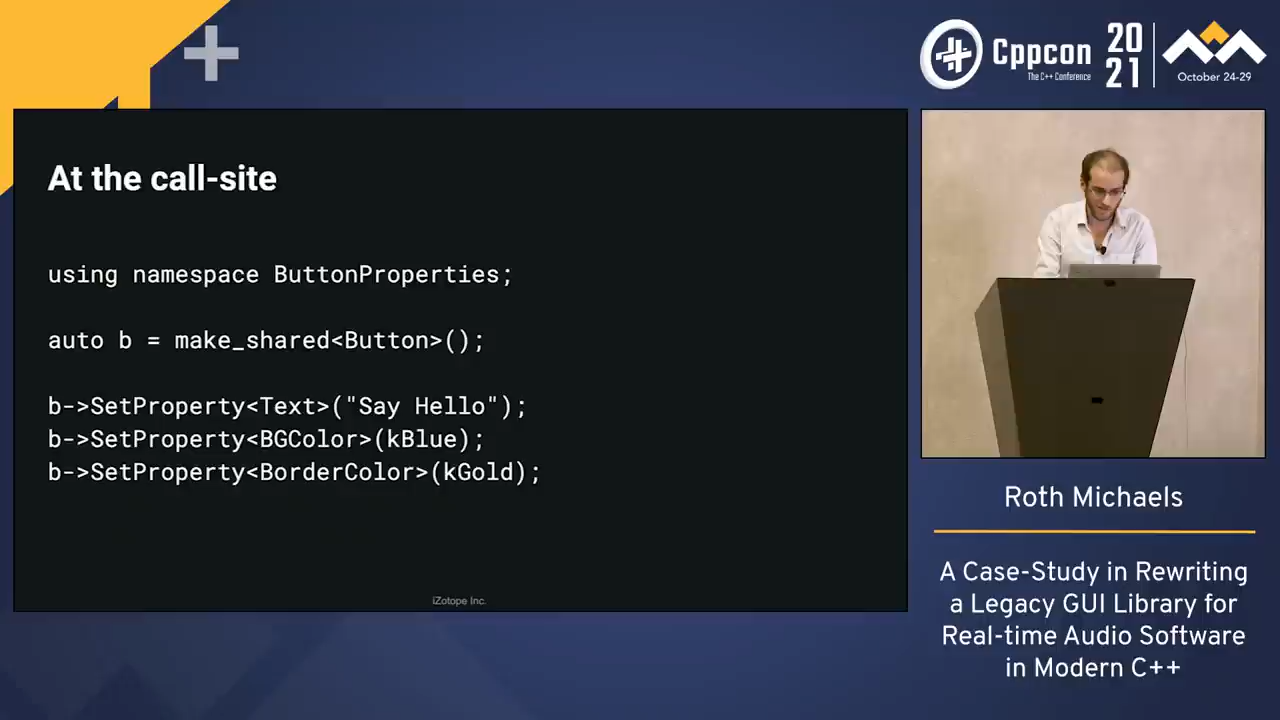 Cppcon
The C++ Conference
20
21
October 24-29
At the call-site
using namespace ButtonProperties;
auto b = make_shared<Button>();
b->SetProperty<Text>("Say Hello");
b->SetProperty<BGColor>(kBlue);
b->SetProperty<BorderColor>(kGold);
iZotope Inc.
Roth Michaels
A Case-Study in Rewriting
a Legacy GUI Library for
Real-time Audio Software
in Modern C++